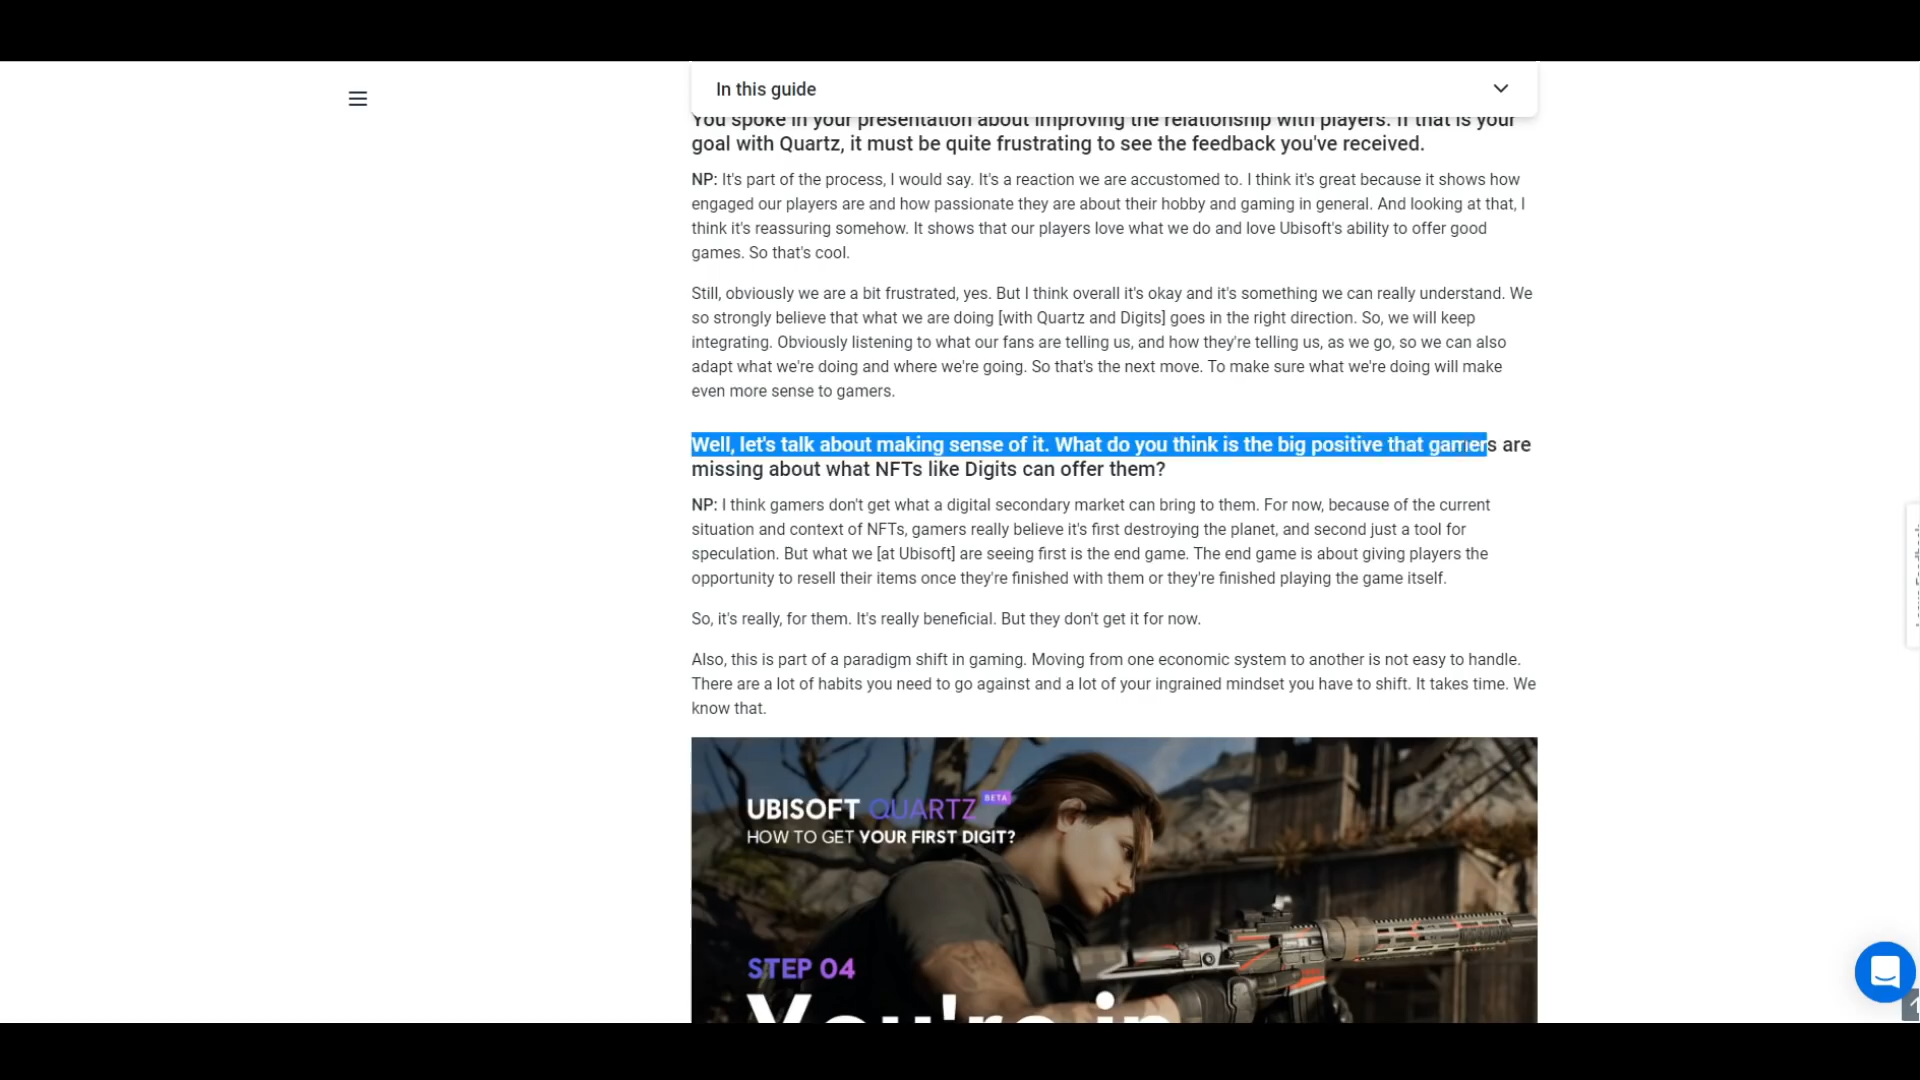 In this guide
You spoke in your presentation about improving the relationship with players. If that is your
goal with Quartz, it must be quite frustrating to see the feedback you've received.
NP: It's part of the process, I would say. It's a reaction we are accustomed to. I think it's great because it shows how
engaged our players are and how passionate they are about their hobby and gaming in general. And looking at that, I
think it's reassuring somehow. It shows that our players love what we do and love Ubisoft's ability to offer good
games. So that's cool.
Still, obviously we are a bit frustrated, yes. But I think overall it's okay and it's something we can really understand. We
so strongly believe that what we are doing [with Quartz and Digits] goes in the right direction. So, we will keep
integrating. Obviously listening to what our fans are telling us, and how they're telling us, as we go, so we can also
adapt what we're doing and where we're going. So that's the next move. To make sure what we're doing will make
even more sense to gamers.
Well, let's talk about making sense of it. What do you think is the big positive that gamers are
missing about what NFTs like Digits can offer them?
NP: I think gamers don't get what a digital secondary market can bring to them. For now, because of the current
situation and context of NFTs, gamers really believe it's first destroying the planet, and second just a tool for
speculation. But what we [at Ubisoft] are seeing first is the end game. The end game is about giving players the
opportunity to resell their items once they're finished with them or they're finished playing the game itself.
So, it's really, for them. It's really beneficial. But they don't get it for now.
Also, this is part of a paradigm shift in gaming. Moving from one economic system to another is not easy to handle.
There are a lot of habits you need to go against and a lot of your ingrained mindset you have to shift. It takes time. We
know that.
UBISOFT QUARTZ BETA
HOW TO GET YOUR FIRST DIGIT?
STEP 04
You're in